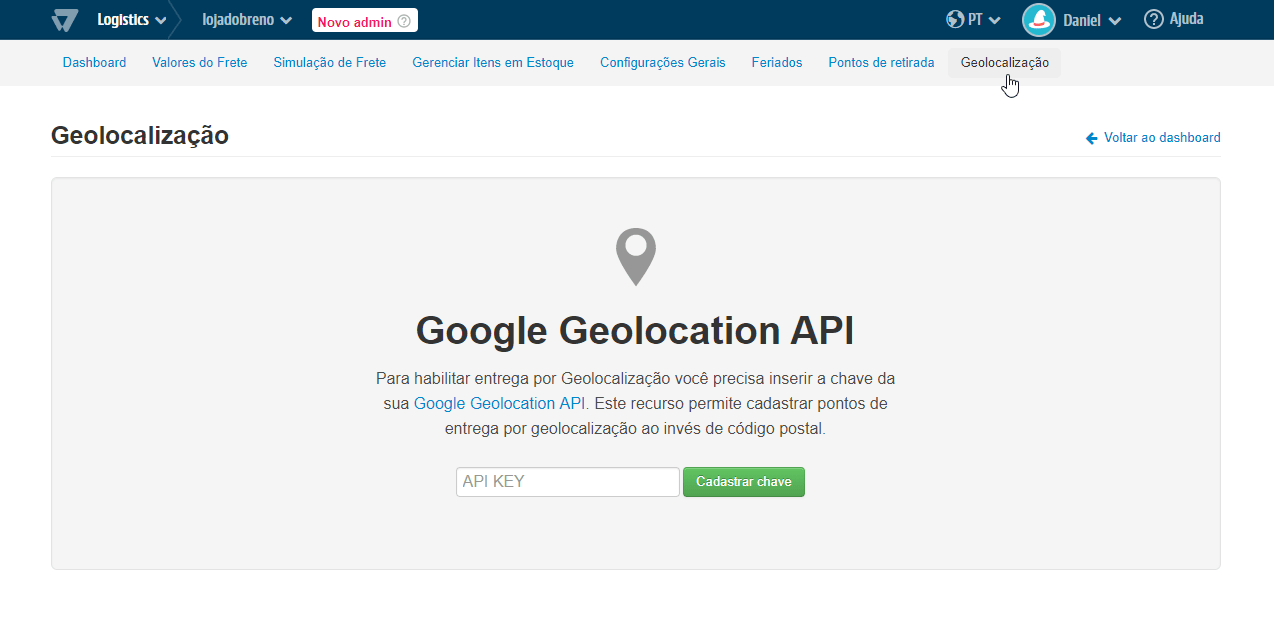 Logistics lojadobreno Novo admin ? PT Daniel ? Ajuda
Dashboard Valores do Frete Simulação de Frete Gerenciar Itens em Estoque Configurações Gerais Feriados Pontos de retirada Geolocalização
Geolocalização
Voltar ao dashboard
Google Geolocation API
Para habilitar entrega por Geolocalização você precisa inserir a chave da
sua Google Geolocation API. Este recurso permite cadastrar pontos de
entrega por geolocalização ao invés de código postal.
API KEY Cadastrar chave